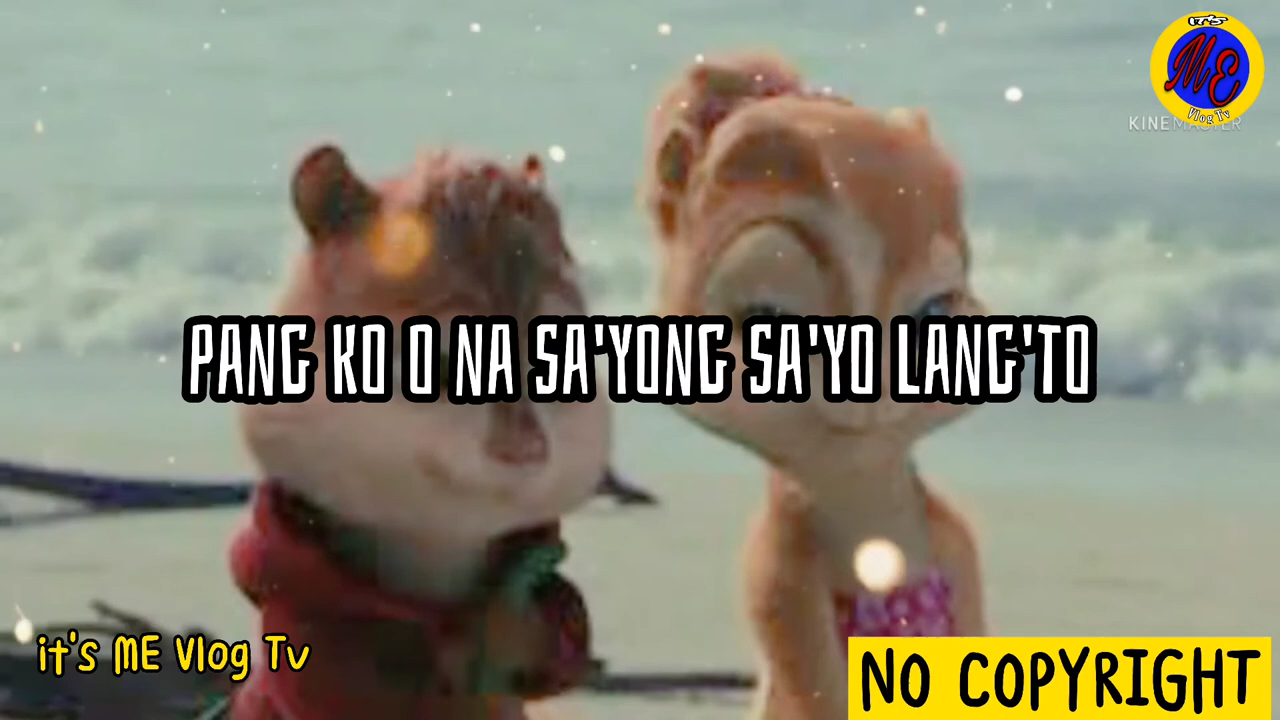 IT'S
ME
Vlog Tv
KINEMASTER
PANG KO O NA SA'YONG SA'YO LANG'TO
it's ME Vlog Tv
NO COPYRIGHT